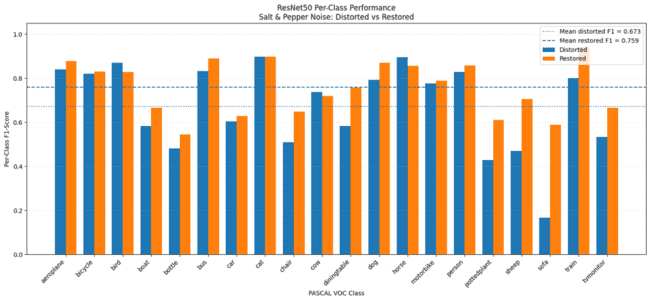 ResNet50 Per-Class Performance
Salt & Pepper Noise: Distorted vs Restored
Mean distorted F1 = 0.673
Mean restored F1 = 0.759
Distorted
Restored
Per-Class F1-Score
1.0
0.8
0.6
0.4
0.2
0.0
aeroplane
bicycle
bird
boat
bottle
bus
car
cat
chair
cow
diningtable
dog
horse
motorbike
person
pottedplant
sheep
sofa
train
tvmonitor
PASCAL VOC Class